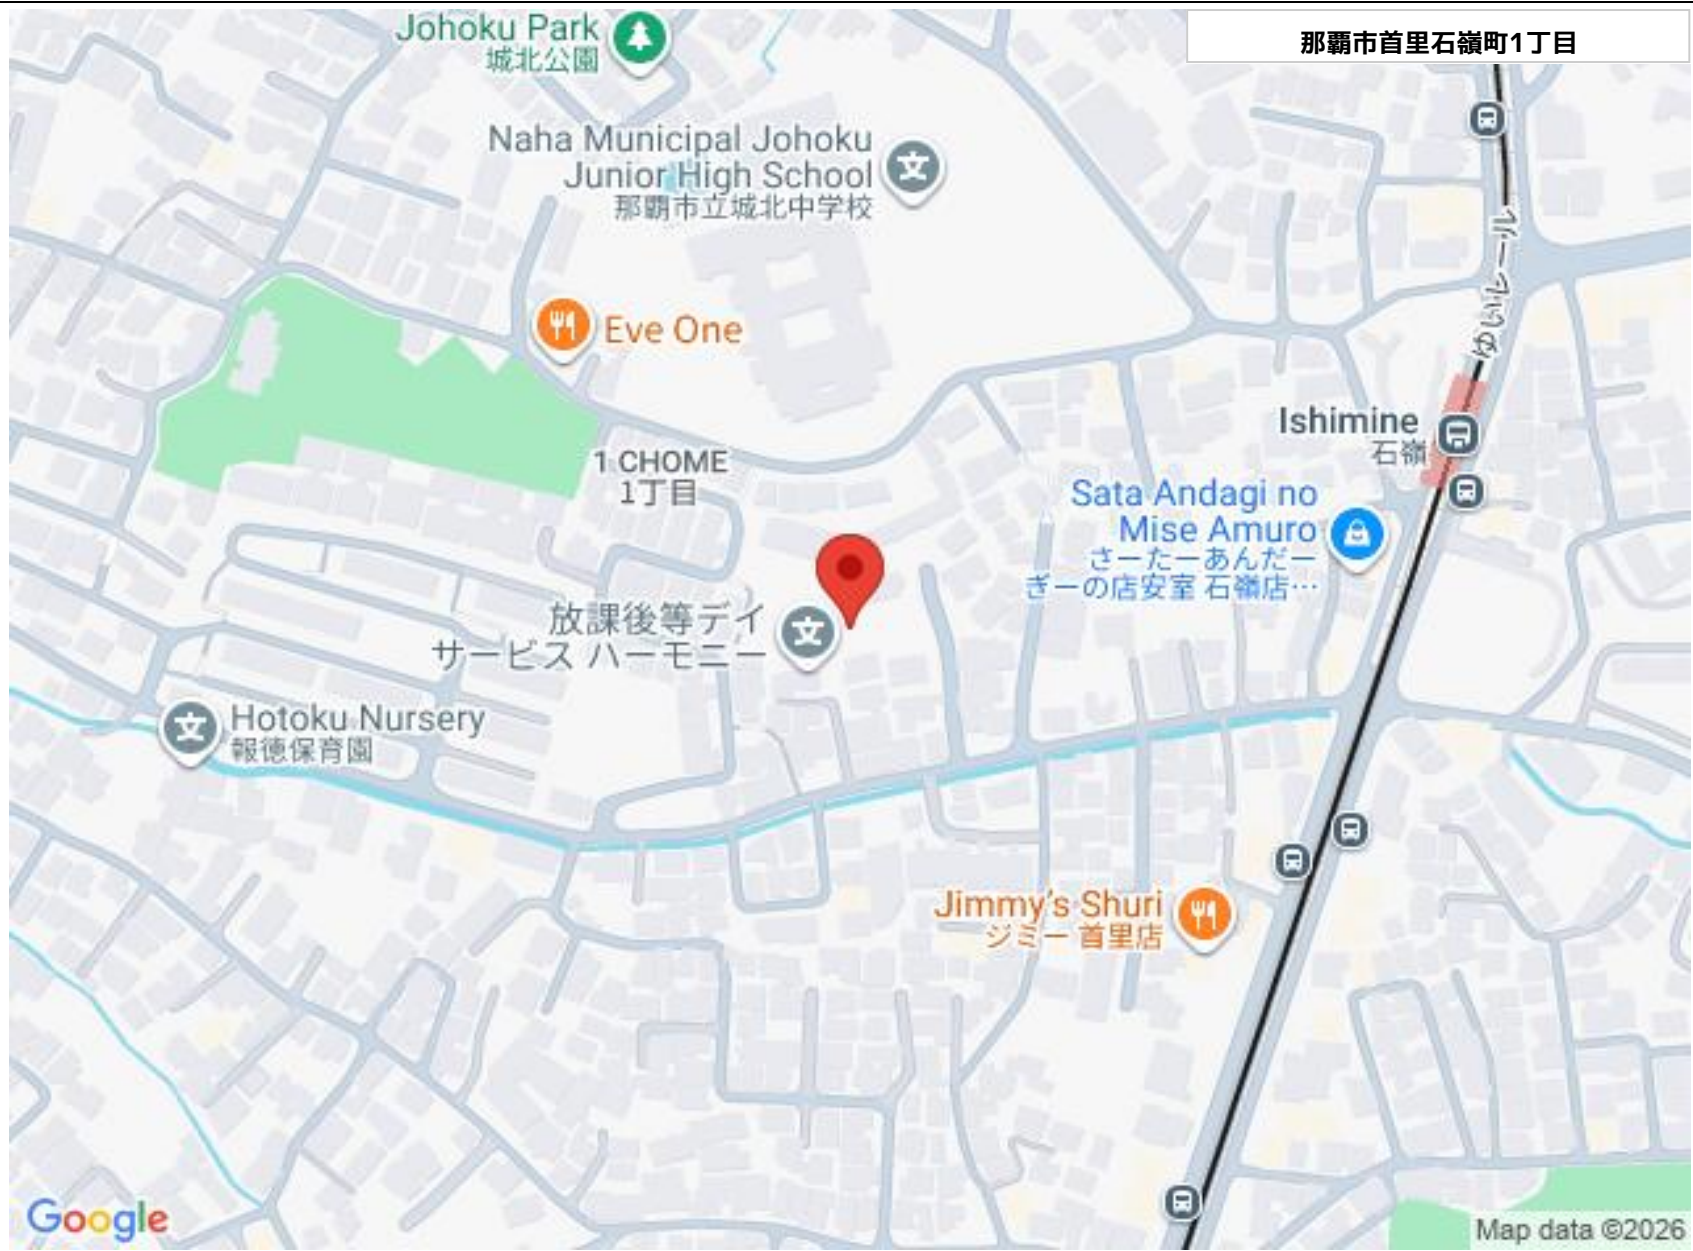 那覇市首里石嶺町1丁目
Johoku Park
城北公園
Naha Municipal Johoku
Junior High School
那覇市立城北中学校
ゆいレール
Eve One
Ishimine
石嶺
1 CHOME
1丁目
Sata Andagi no
Mise Amuro
さーたーあんだー
ぎーの店安室 石嶺店…
放課後等デイ
サービス ハーモニー
Hotoku Nursery
報徳保育園
Jimmy's Shuri
ジミー 首里店
Google
Map data ©2026